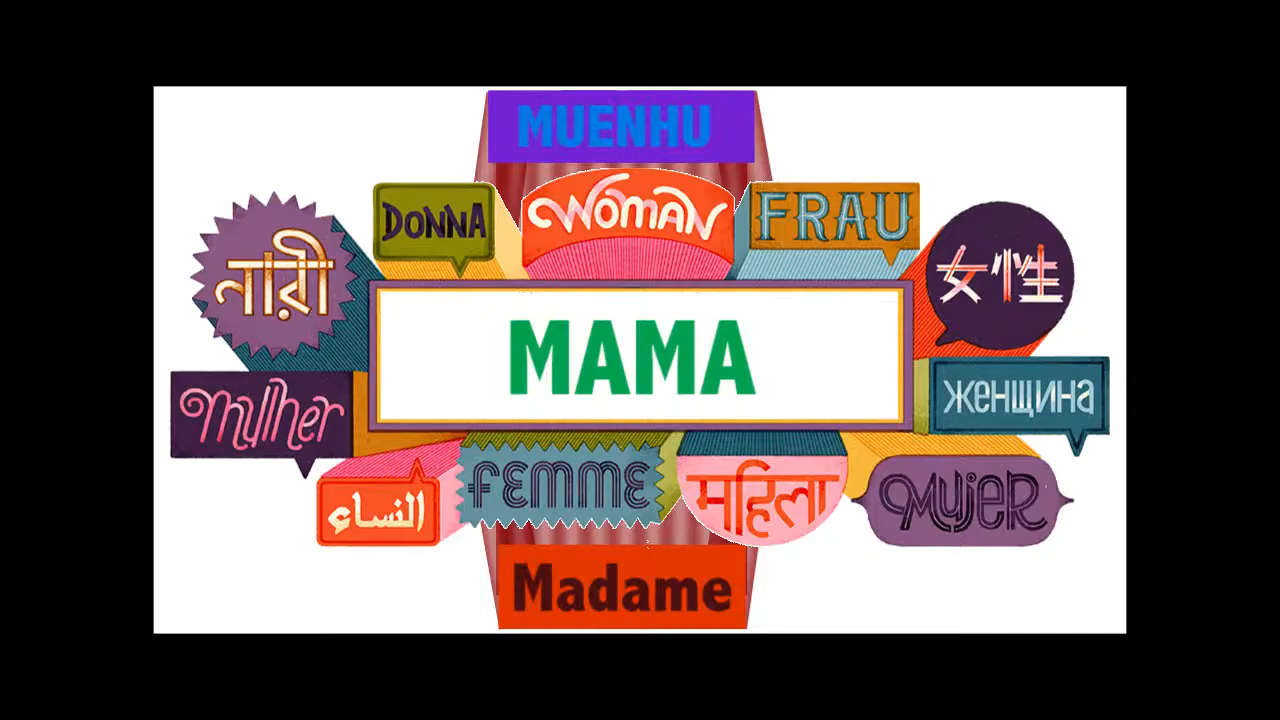 MUENHU
DONNA
WOMAN
FRAU
নারী
女性
MAMA
Mulher
женщина
النساء
FEMME
महिला
MUJER
Madame